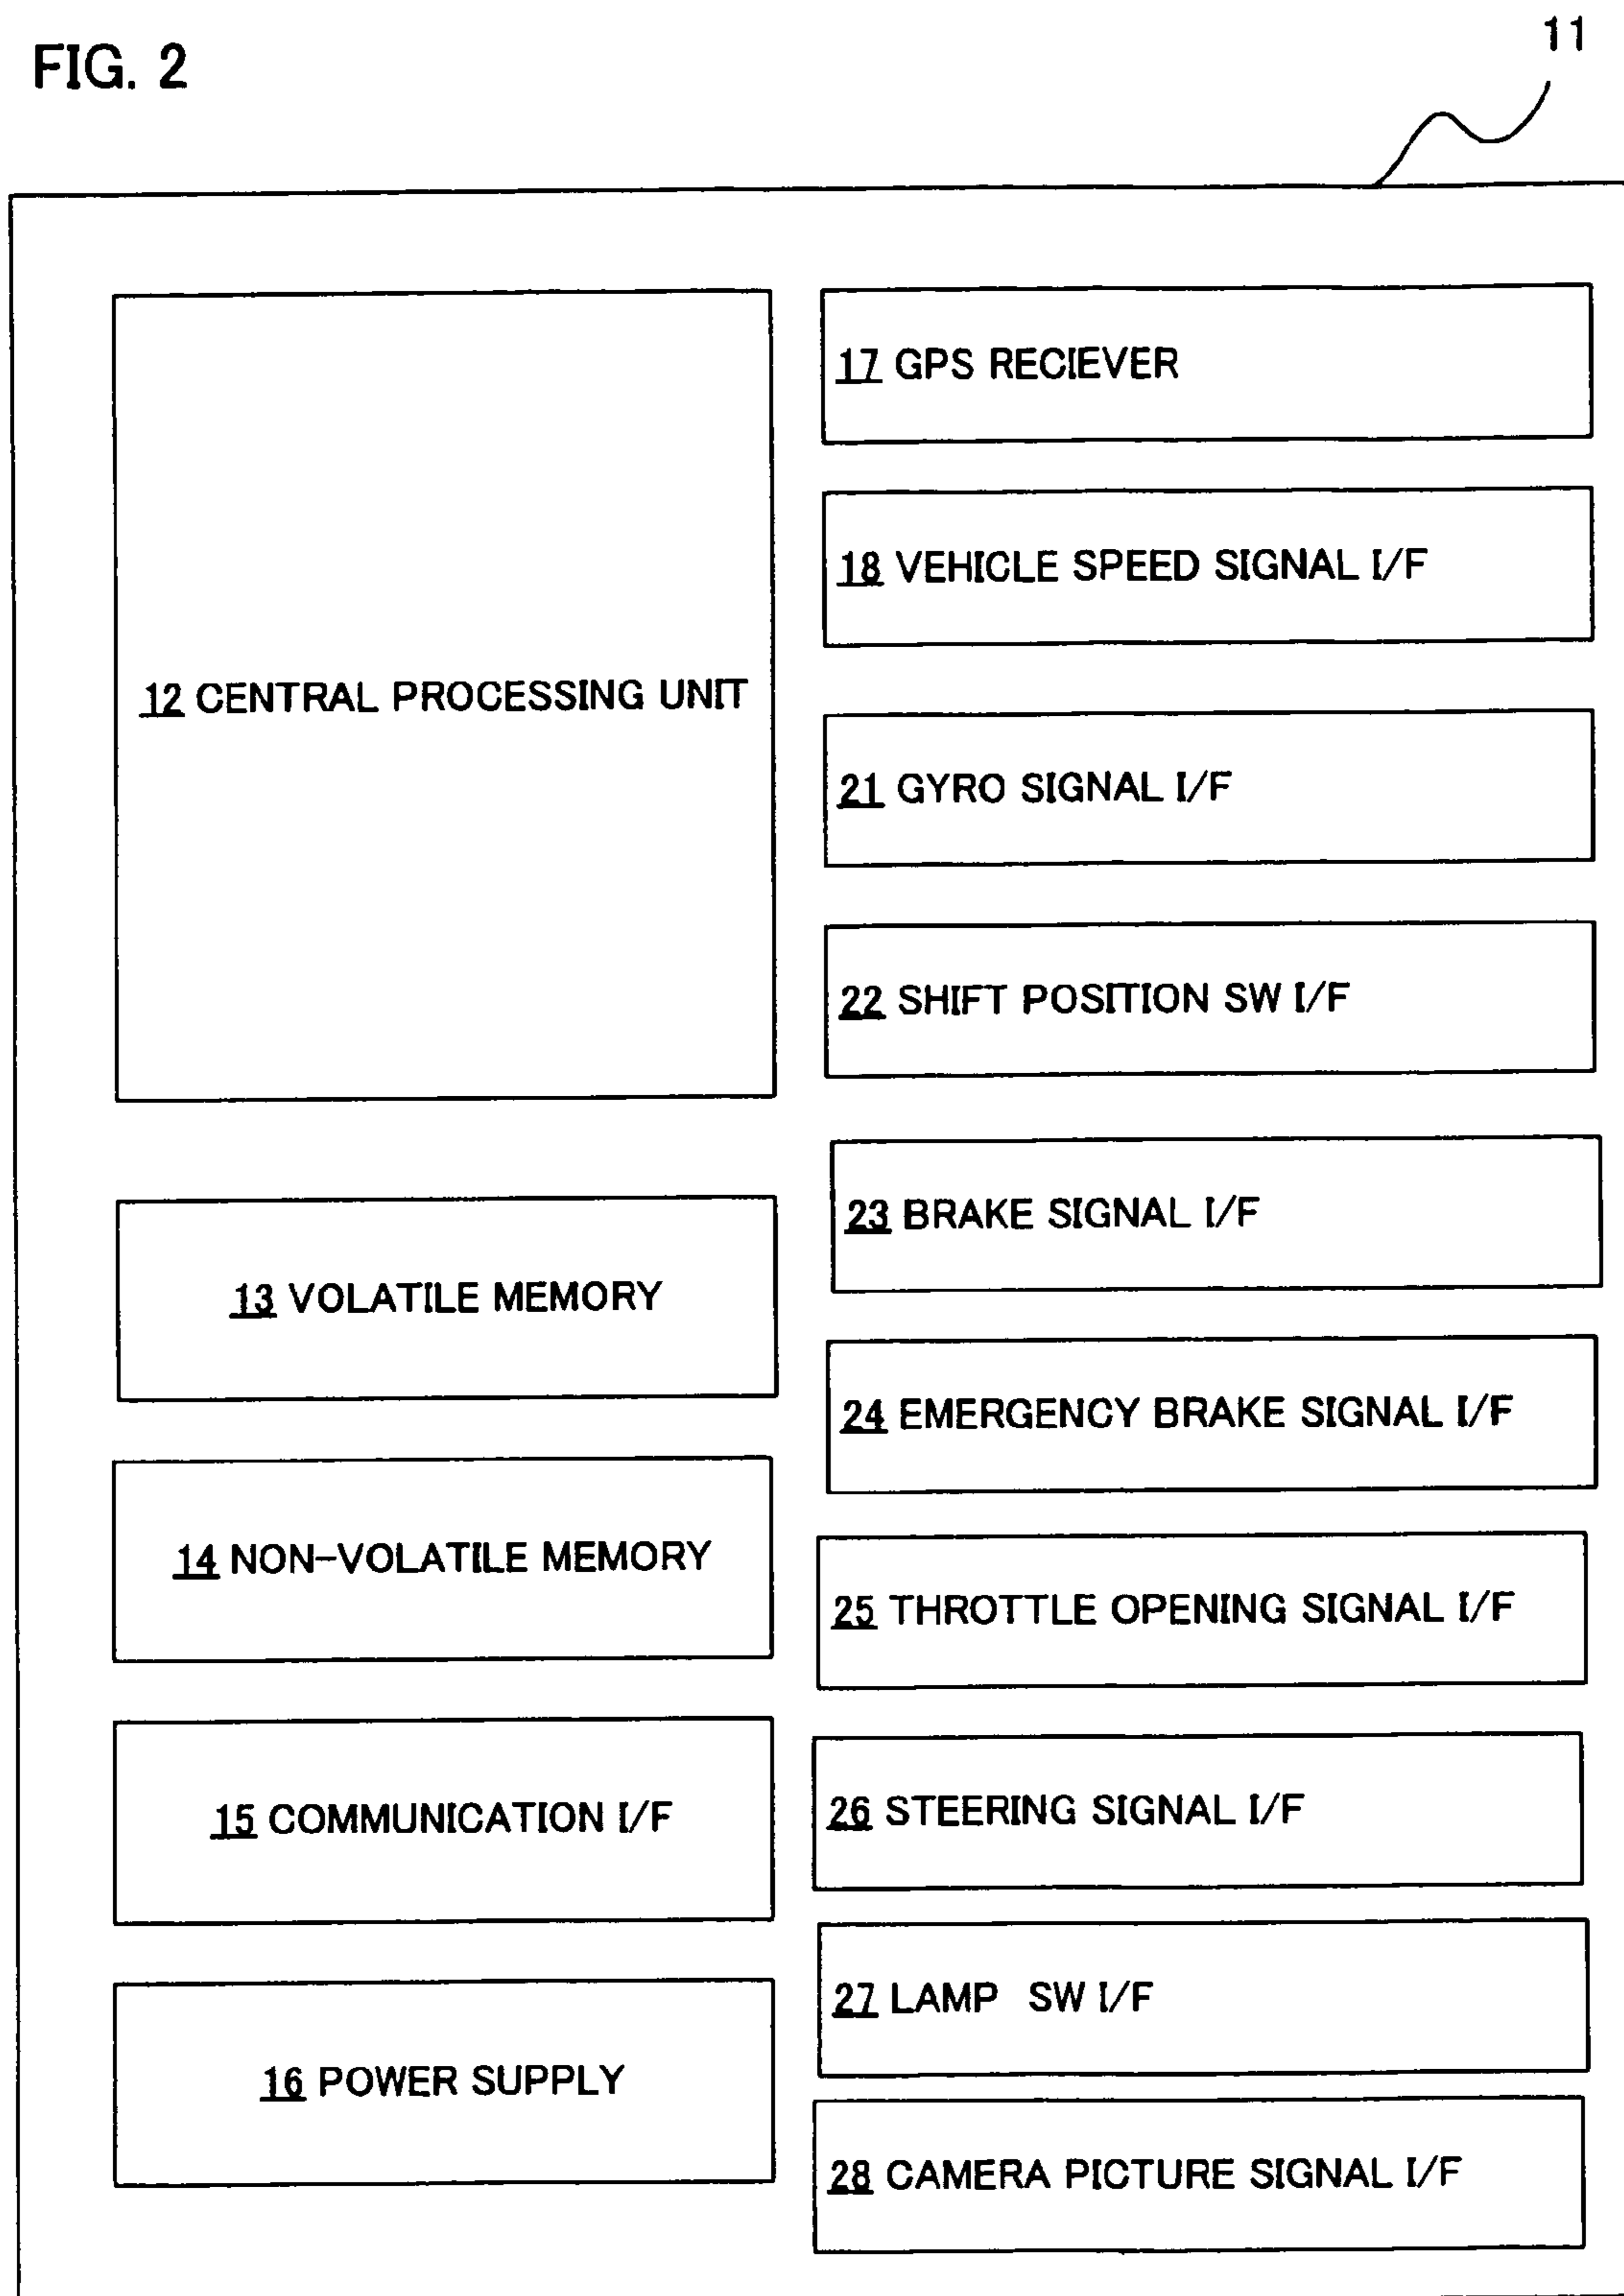 FIG. 2
11
12 CENTRAL PROCESSING UNIT
13 VOLATILE MEMORY
14 NON-VOLATILE MEMORY
15 COMMUNICATION I/F
16 POWER SUPPLY
17 GPS RECIEVER
18 VEHICLE SPEED SIGNAL I/F
21 GYRO SIGNAL I/F
22 SHIFT POSITION SW I/F
23 BRAKE SIGNAL I/F
24 EMERGENCY BRAKE SIGNAL I/F
25 THROTTLE OPENING SIGNAL I/F
26 STEERING SIGNAL I/F
27 LAMP SW I/F
28 CAMERA PICTURE SIGNAL I/F